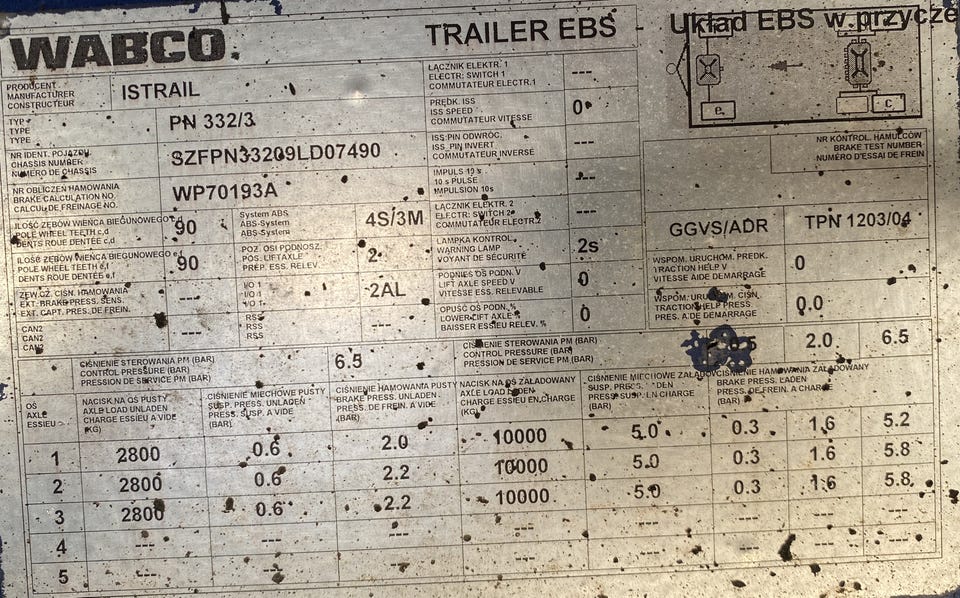 WABCO
TRAILER EBS - Układ EBS w przycze
PRODUCENT
MANUFACTURER
CONSTRUCTEUR
ISTRAIL
TYP
TYPE
TYPE
PN 332/3
NR IDENT. POJAZDU
CHASSIS NUMBER
NUMERO DE CHASSIS
SZFPN33209LD07490
NR OBLICZEŃ HAMOWANIA
BRAKE CALCULATION NO.
CALCUL DE FREINAGE NO.
WP70193A
ILOŚĆ ZĘBÓW WIEŃCA BIEGUNOWEGO c,d
POLE WHEEL TEETH c,d
DENTS ROUE DENTÉE c,d
90
System ABS
ABS-System
ABS-System
4S/3M
ILOŚĆ ZĘBÓW WIEŃCA BIEGUNOWEGO e,f
POLE WHEEL TEETH e,f
DENTS ROUE DENTÉE e,f
90
POZ. OSI PODNOSZ.
POS. LIFTAXLE
PREP. ESS. RELEV.
2
ZEW. CZ. CIŚN. HAMOWANIA
EXT. BRAKE PRESS. SENS.
EXT. CAPT. PRES. DE FREIN.
---
I/O 1
I/O 1
I/O 1
2AL
CAN2
CAN2
CAN2
---
RSS
RSS
RSS
---
ŁĄCZNIK ELEKTR. 1
ELECTR. SWITCH 1
COMMUTATEUR ELECTR.1
---
PRĘDK. ISS
ISS SPEED
COMMUTATEUR VITESSE
0
ISS PIN ODWRÓC.
ISS_PIN INVERT
COMMUTATEUR INVERSE
---
IMPULS 10 s
10 s PULSE
IMPULSION 10s
---
ŁĄCZNIK ELEKTR. 2
ELECTR. SWITCH 2
COMMUTATEUR ELECTR.2
---
LAMPKA KONTROL.
WARNING LAMP
VOYANT DE SÉCURITÉ
2s
PODNIEŚ OŚ PODN. V
LIFT AXLE SPEED V
VITESSE ESS. RELEVABLE
0
OPUŚĆ OŚ PODN. %
LOWER LIFT AXLE %
BAISSER ESSIEU RELEV. %
0
P
C
NR KONTROL. HAMULCÓW
BRAKE TEST NUMBER
NUMÉRO D'ESSAI DE FREIN
GGVS/ADR
TPN 1203/04
WSPOM. URUCHOM. PRĘDK.
TRACTION HELP V
VITESSE AIDE DEMARRAGE
0
WSPOM. URUCHOM. CIŚN.
TRACTION HELP PRESS.
PRES. AIDE DEMARRAGE
0.0
CIŚNIENIE STEROWANIA PM (BAR)
CONTROL PRESSURE (BAR)
PRESSION DE SERVICE PM (BAR)
6.5
CIŚNIENIE STEROWANIA PM (BAR)
CONTROL PRESSURE (BAR)
PRESSION DE SERVICE PM (BAR)
2.0 6.5
OŚ
AXLE
ESSIEU
NACISK NA OŚ PUSTY
AXLE LOAD UNLADEN
CHARGE ESSIEU A VIDE
(KG)
CIŚNIENIE MIECHOWE PUSTY
SUSP. PRESS. UNLADEN
PRESS. SUSP. A VIDE
(BAR)
CIŚNIENIE HAMOWANIA PUSTY
BRAKE PRESS. UNLADEN
PRESS. DE FREIN. A VIDE
(BAR)
NACISK NA OŚ ZAŁADOWANY
AXLE LOAD LADEN
CHARGE ESSIEU EN CHARGE
(KG)
CIŚNIENIE MIECHOWE ZAŁADOW
SUSP. PRESS.
PRESS. SUSP. EN CHARGE
(BAR)
CIŚNIENIE HAMOWANIA ZAŁADOWANY
BRAKE PRESS. LADEN
PRES. DE FREIN. A CHARGE
(BAR)
1 2800 0.6 2.0 10000 5.0 0.3 1.6 5.2
2 2800 0.6 2.2 10000 5.0 0.3 1.6 5.8
3 2800 0.6 2.2 10000 5.0 0.3 1.6 5.8
4 --- --- --- --- --- --- --- ---
5 --- --- --- --- --- --- --- ---